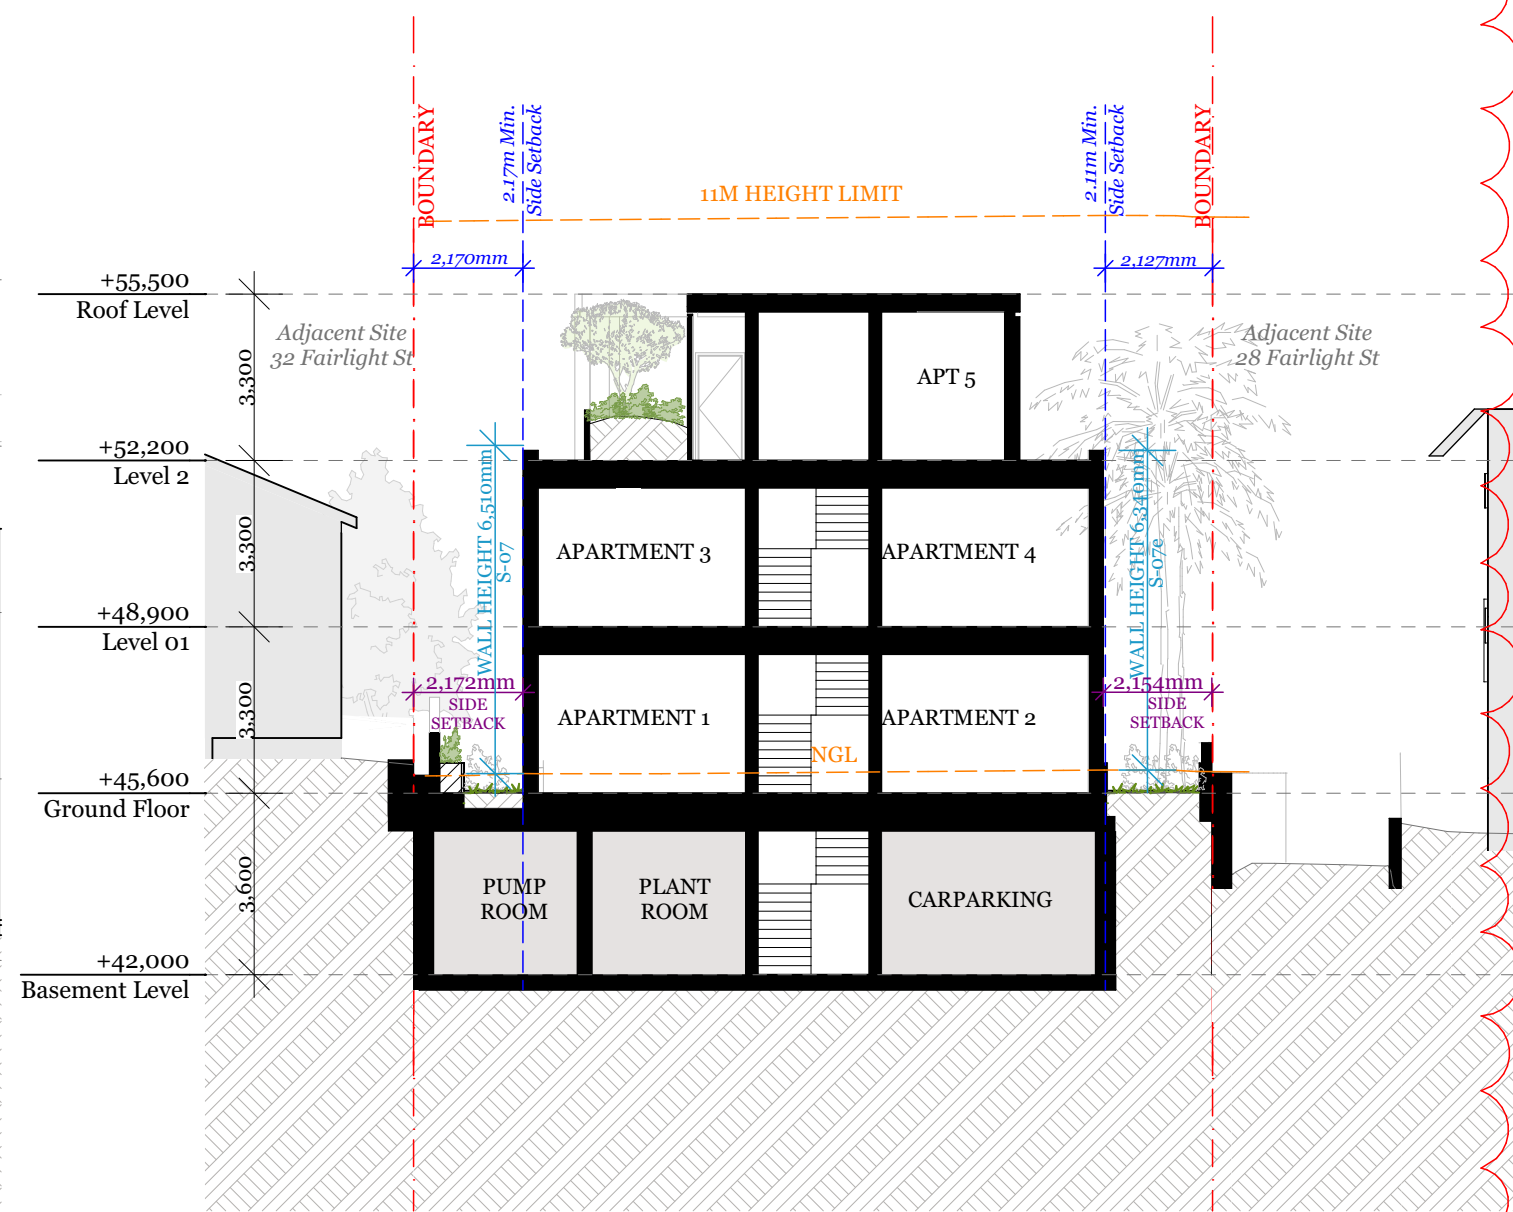 BOUNDARY
2.17m Min.
Side Setback
2.11m Min.
Side Setback
BOUNDARY
11M HEIGHT LIMIT
2,170mm
2,127mm
+55,500
Roof Level
Adjacent Site
32 Fairlight St
Adjacent Site
28 Fairlight St
3,300
APT 5
+52,200
Level 2
WALL HEIGHT 6,510mm
S-07
WALL HEIGHT 6,340mm
S-07e
3,300
APARTMENT 3
APARTMENT 4
+48,900
Level 01
2,172mm
SIDE
SETBACK
2,154mm
SIDE
SETBACK
3,300
APARTMENT 1
APARTMENT 2
NGL
+45,600
Ground Floor
3,600
PUMP
ROOM
PLANT
ROOM
CARPARKING
+42,000
Basement Level